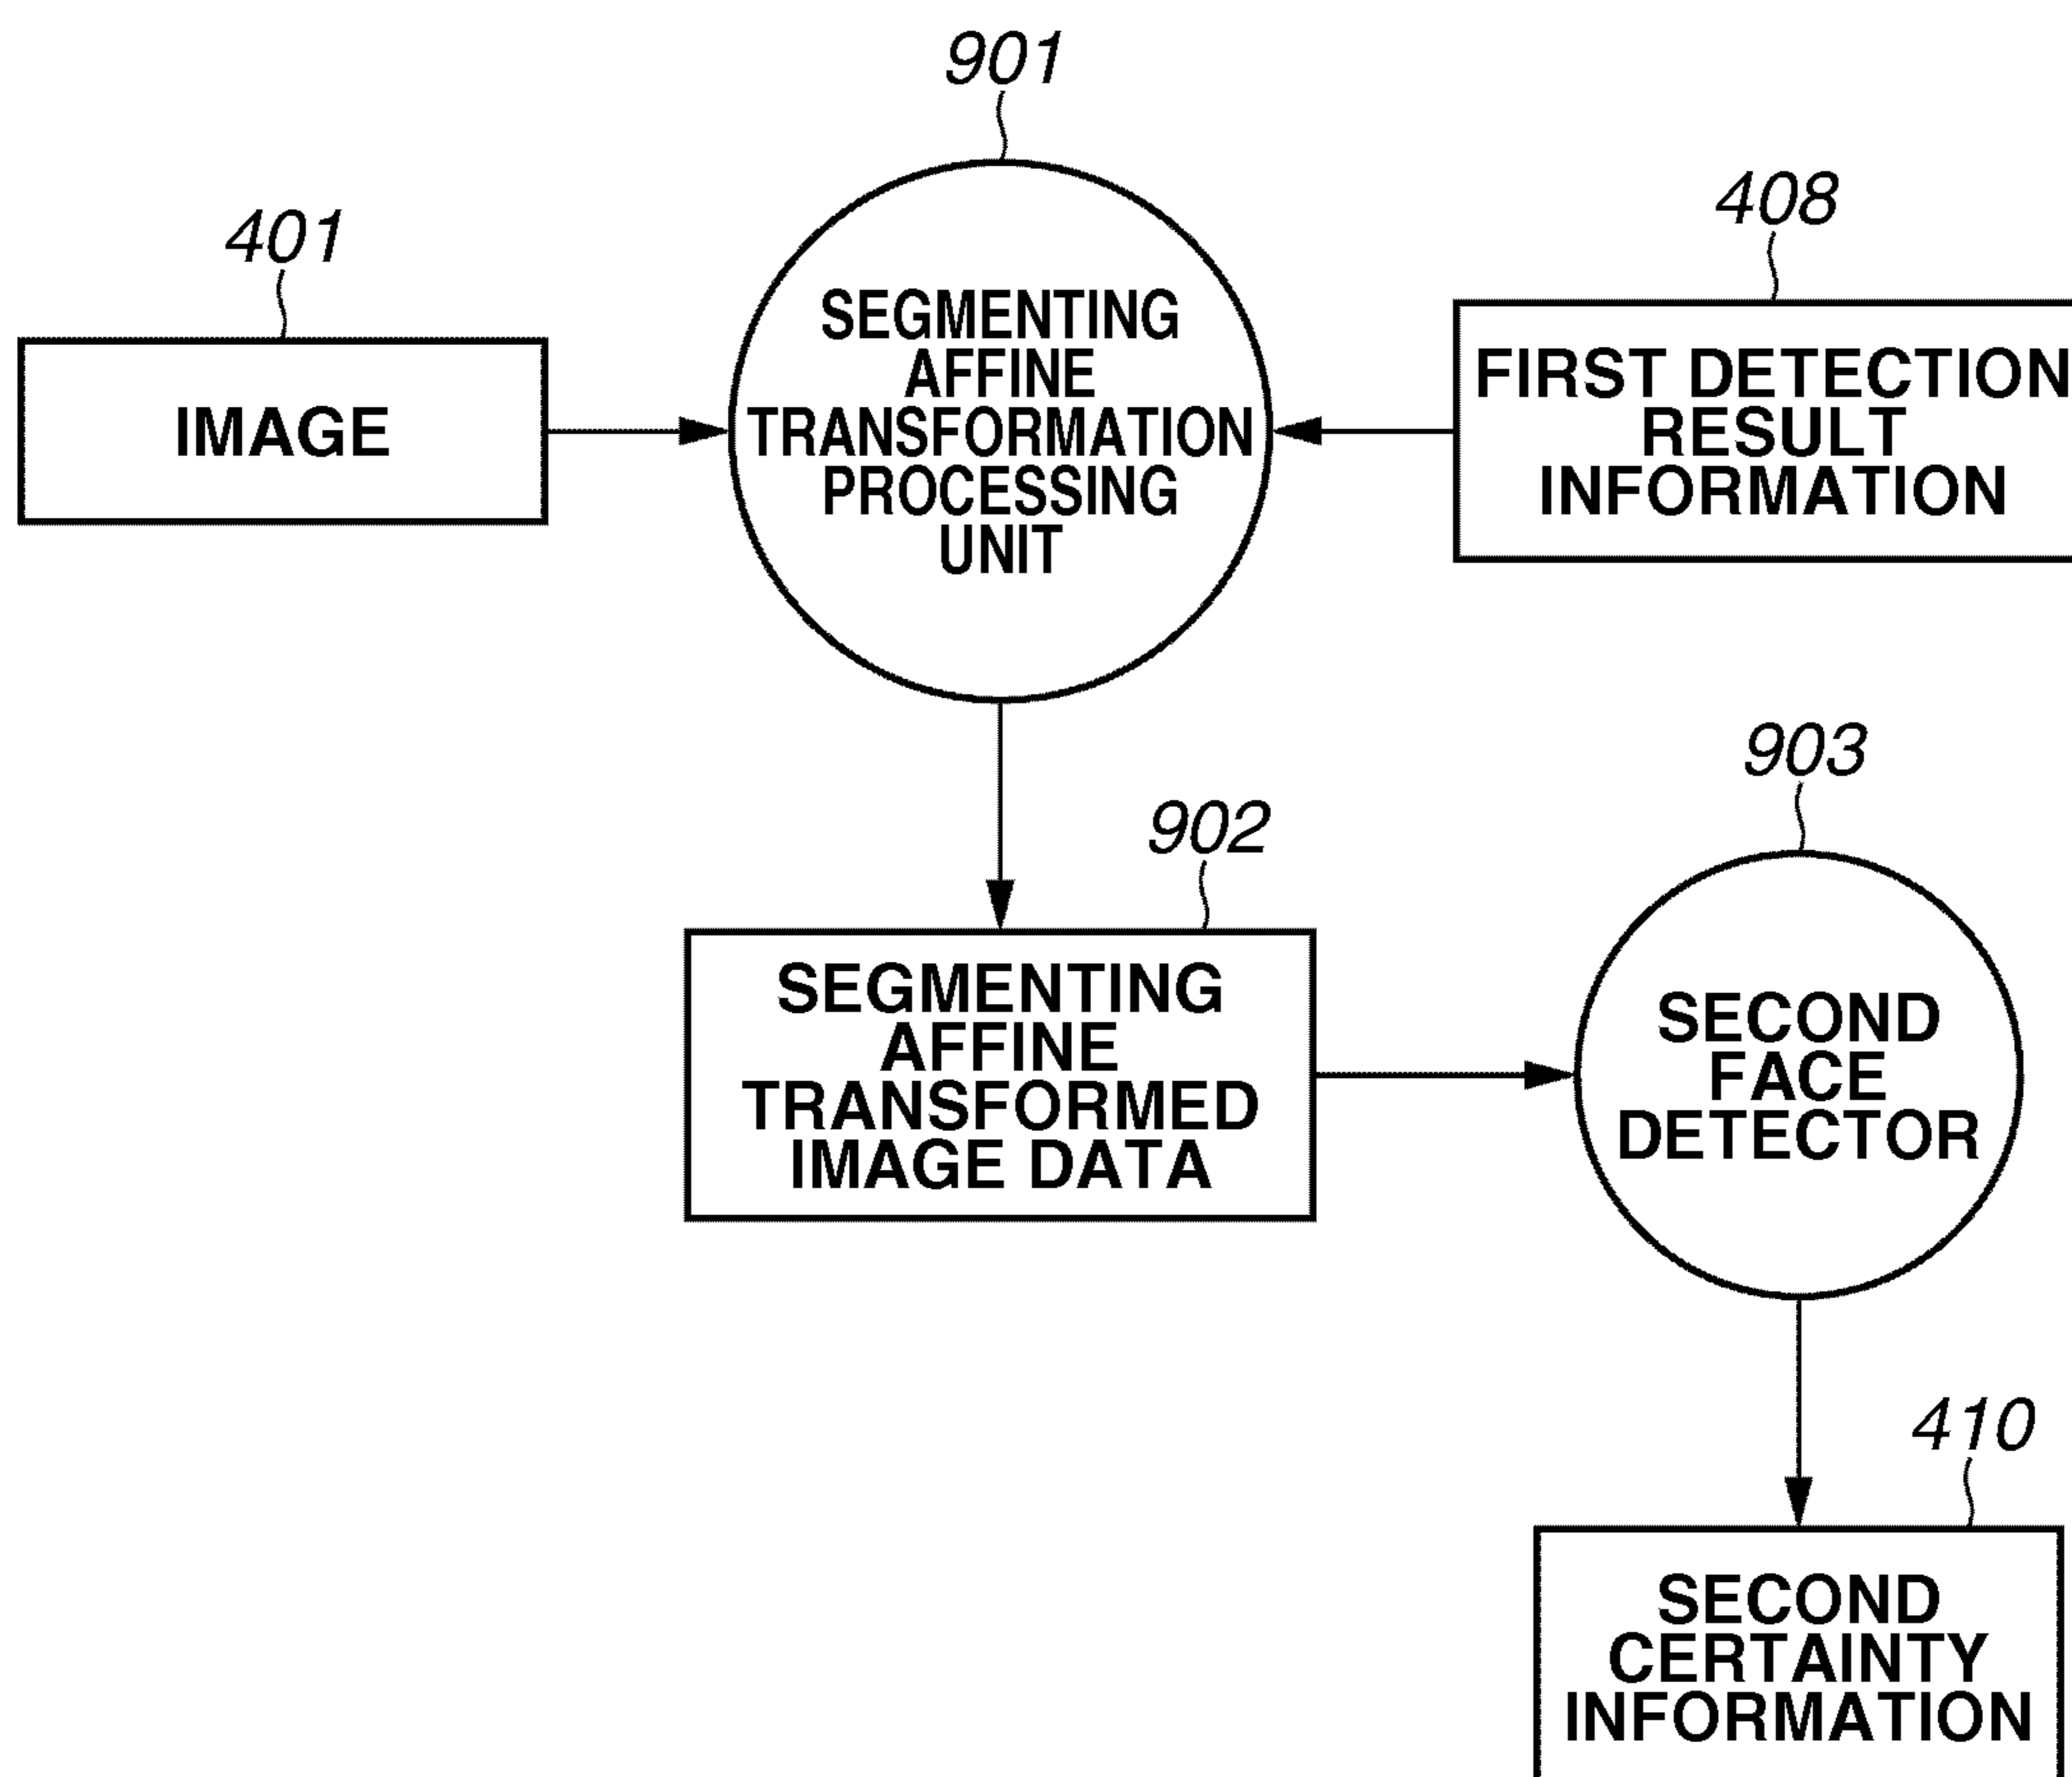 901
401
408
SEGMENTING
AFFINE
TRANSFORMATION
PROCESSING
UNIT
IMAGE
FIRST DETECTION
RESULT
INFORMATION
902
903
SEGMENTING
AFFINE
TRANSFORMED
IMAGE DATA
SECOND
FACE
DETECTOR
410
SECOND
CERTAINTY
INFORMATION